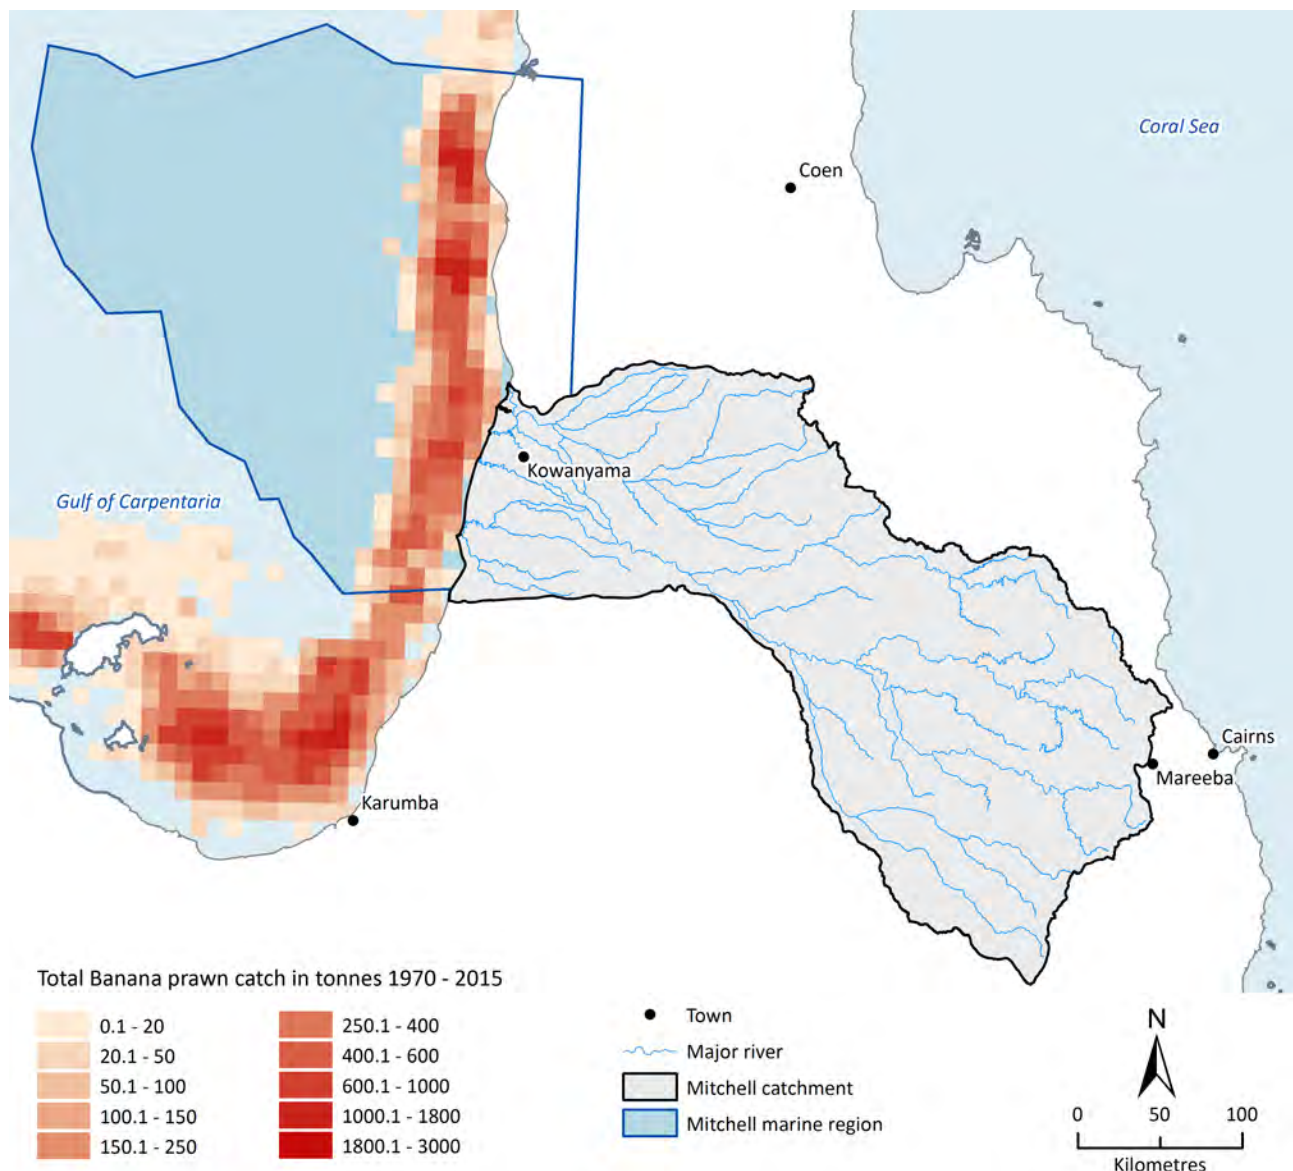 Coral Sea
Coen
Kowanyama
Gulf of Carpentaria
Cairns
Mareeba
Karumba
Total Banana prawn catch in tonnes 1970 - 2015
0.1 - 20
20.1 - 50
50.1 - 100
100.1 - 150
150.1 - 250
250.1 - 400
400.1 - 600
600.1 - 1000
1000.1 - 1800
1800.1 - 3000
Town
Major river
Mitchell catchment
Mitchell marine region
N
0 50 100
Kilometres